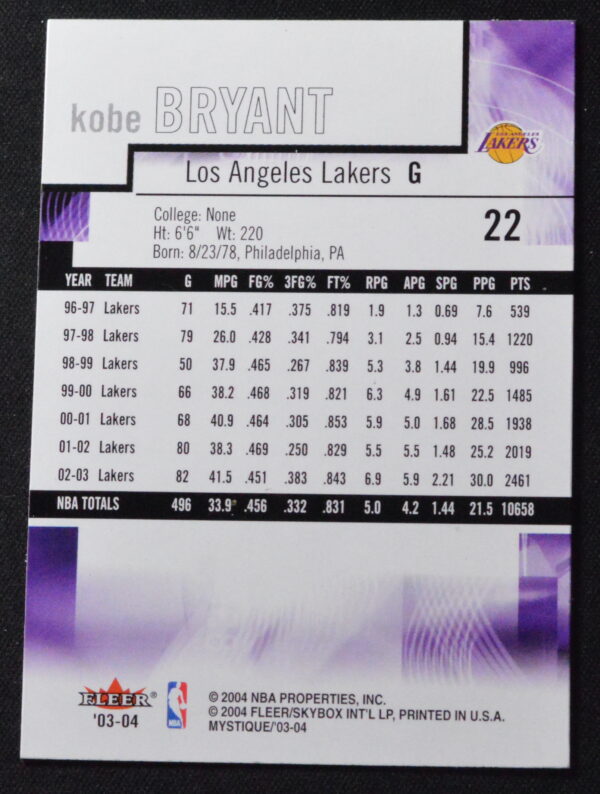 kobe BRYANT
LOS ANGELES
LAKERS
Los Angeles Lakers G
College: None
Ht: 6'6" Wt: 220
Born: 8/23/78, Philadelphia, PA
22
YEAR TEAM G MPG FG% 3FG% FT% RPG APG SPG PPG PTS
96-97 Lakers 71 15.5 .417 .375 .819 1.9 1.3 0.69 7.6 539
97-98 Lakers 79 26.0 .428 .341 .794 3.1 2.5 0.94 15.4 1220
98-99 Lakers 50 37.9 .465 .267 .839 5.3 3.8 1.44 19.9 996
99-00 Lakers 66 38.2 .468 .319 .821 6.3 4.9 1.61 22.5 1485
00-01 Lakers 68 40.9 .464 .305 .853 5.9 5.0 1.68 28.5 1938
01-02 Lakers 80 38.3 .469 .250 .829 5.5 5.5 1.48 25.2 2019
02-03 Lakers 82 41.5 .451 .383 .843 6.9 5.9 2.21 30.0 2461
NBA TOTALS 496 33.9 .456 .332 .831 5.0 4.2 1.44 21.5 10658
FLEER®
'03-04
NBA
© 2004 NBA PROPERTIES, INC.
© 2004 FLEER/SKYBOX INT'L LP, PRINTED IN U.S.A.
MYSTIQUE/'03-04